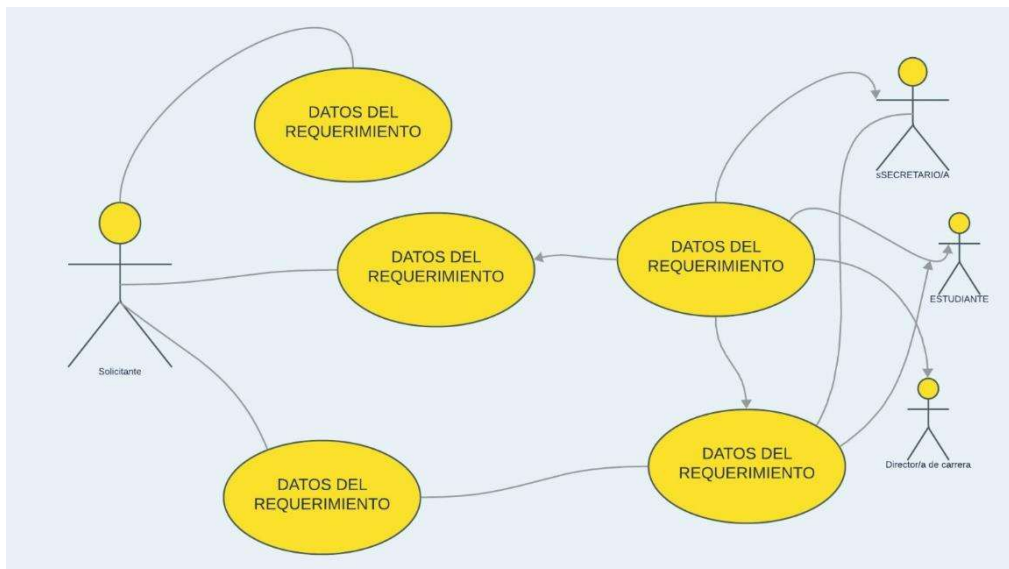 DATOS DEL
REQUERIMIENTO
sSECRETARIO/A
DATOS DEL
REQUERIMIENTO
DATOS DEL
REQUERIMIENTO
ESTUDIANTE
Solicitante
DATOS DEL
REQUERIMIENTO
Director/a de carrera
DATOS DEL
REQUERIMIENTO